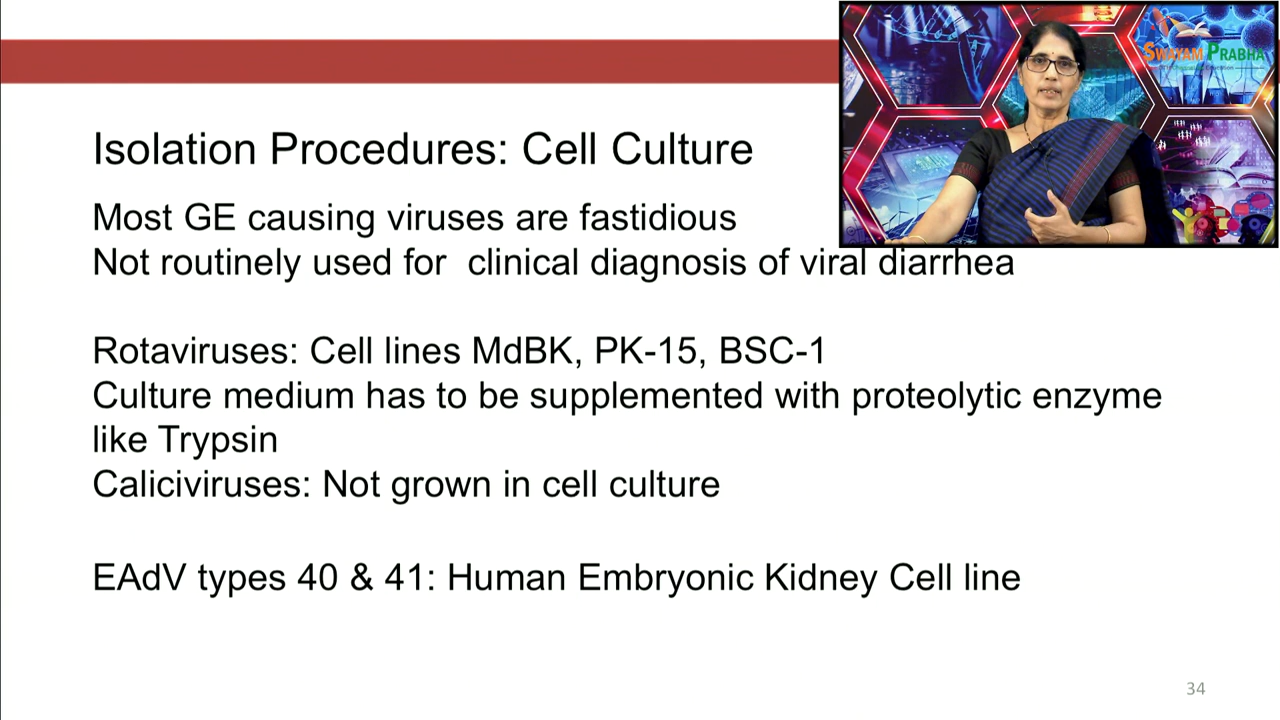 SWAYAM PRABHA
Isolation Procedures: Cell Culture
Most GE causing viruses are fastidious
Not routinely used for clinical diagnosis of viral diarrhea
Rotaviruses: Cell lines MdBK, PK-15, BSC-1
Culture medium has to be supplemented with proteolytic enzyme
like Trypsin
Caliciviruses: Not grown in cell culture
EAdV types 40 & 41: Human Embryonic Kidney Cell line
34